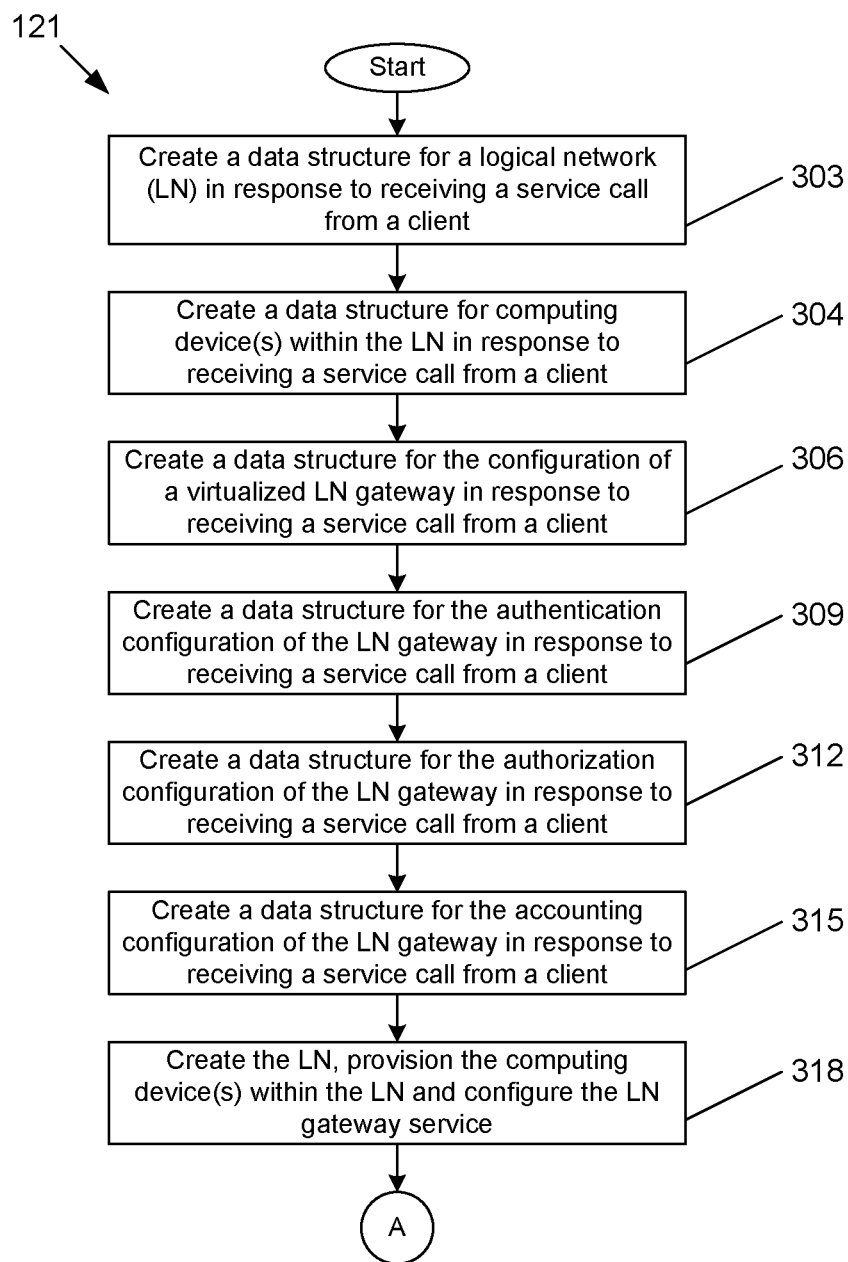 121
Start
Create a data structure for a logical network
(LN) in response to receiving a service call
from a client
303
Create a data structure for computing
device(s) within the LN in response to
receiving a service call from a client
304
Create a data structure for the configuration of
a virtualized LN gateway in response to
receiving a service call from a client
306
Create a data structure for the authentication
configuration of the LN gateway in response to
receiving a service call from a client
309
Create a data structure for the authorization
configuration of the LN gateway in response to
receiving a service call from a client
312
Create a data structure for the accounting
configuration of the LN gateway in response to
receiving a service call from a client
315
Create the LN, provision the computing
device(s) within the LN and configure the LN
gateway service
318
A